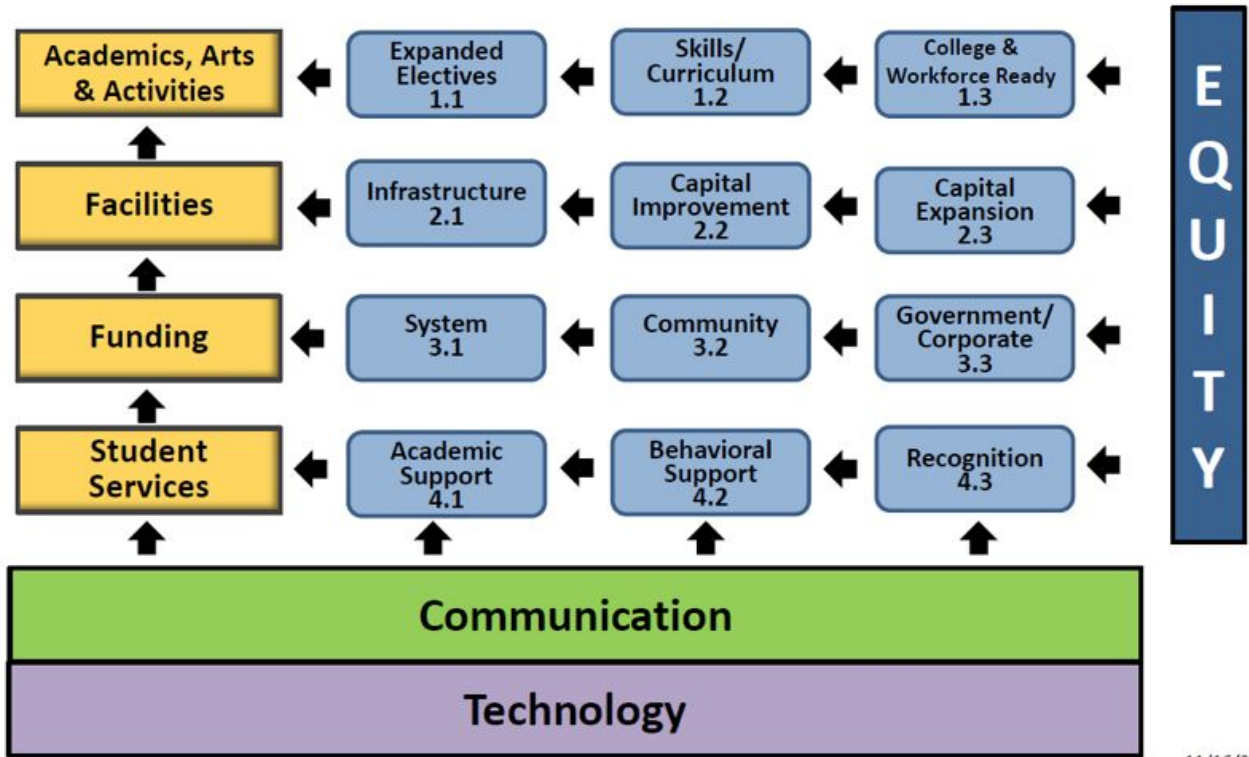 Academics, Arts
& Activities
Expanded
Electives
1.1
Skills/
Curriculum
1.2
College &
Workforce Ready
1.3
Facilities
Infrastructure
2.1
Capital
Improvement
2.2
Capital
Expansion
2.3
Funding
System
3.1
Community
3.2
Government/
Corporate
3.3
Student
Services
Academic
Support
4.1
Behavioral
Support
4.2
Recognition
4.3
EQUITY
Communication
Technology